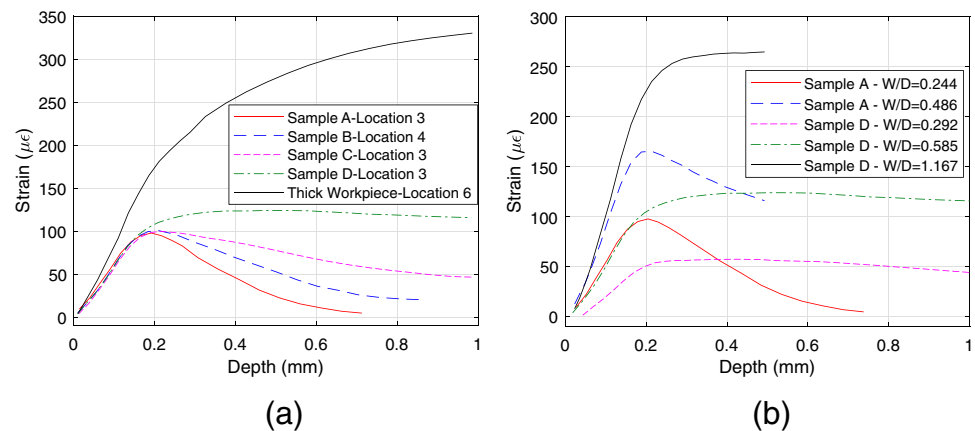 350
300
250
200
150
100
50
0
Strain (με)
Sample A-Location 3
Sample B-Location 4
Sample C-Location 3
Sample D-Location 3
Thick Workpiece-Location 6
0 0.2 0.4 0.6 0.8 1
Depth (mm)
(a)
300
250
200
150
100
50
0
Strain (με)
Sample A - W/D=0.244
Sample A - W/D=0.486
Sample D - W/D=0.292
Sample D - W/D=0.585
Sample D - W/D=1.167
0 0.2 0.4 0.6 0.8 1
Depth (mm)
(b)